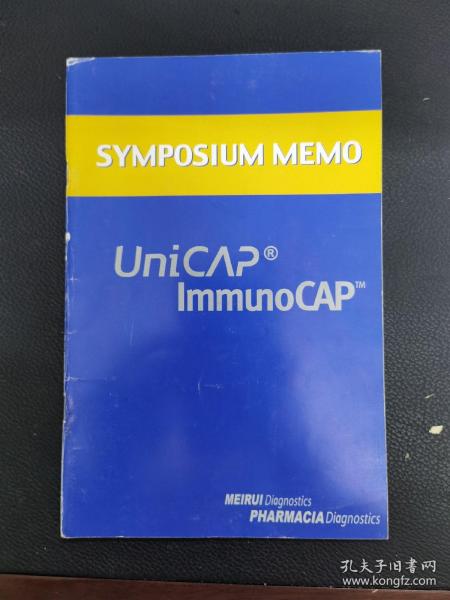 SYMPOSIUM MEMO
UniCAP®
ImmunoCAP™
MEIRUI Diagnostics
PHARMACIA Diagnostics
孔夫子旧书网
www.kongfz.com